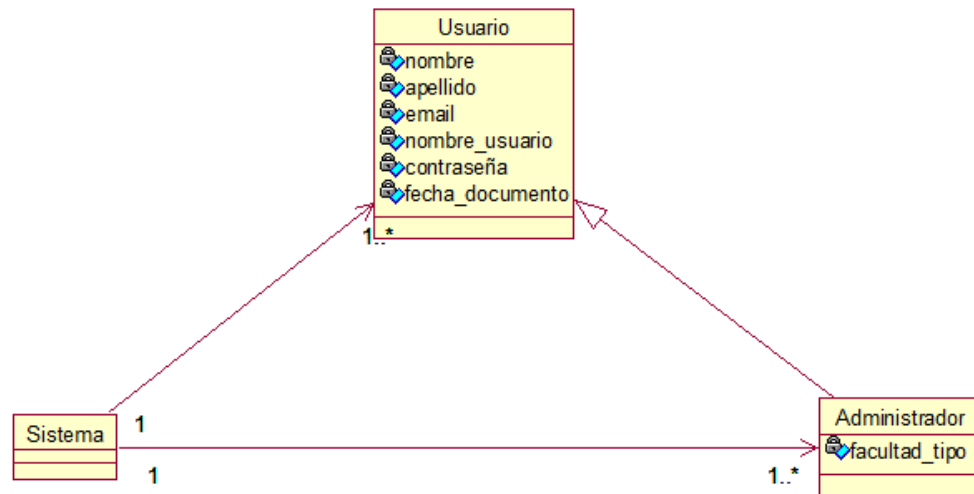 Usuario
nombre
apellido
email
nombre_usuario
contraseña
fecha_documento
1..*
Sistema
1
1
1..*
Administrador
facultad_tipo